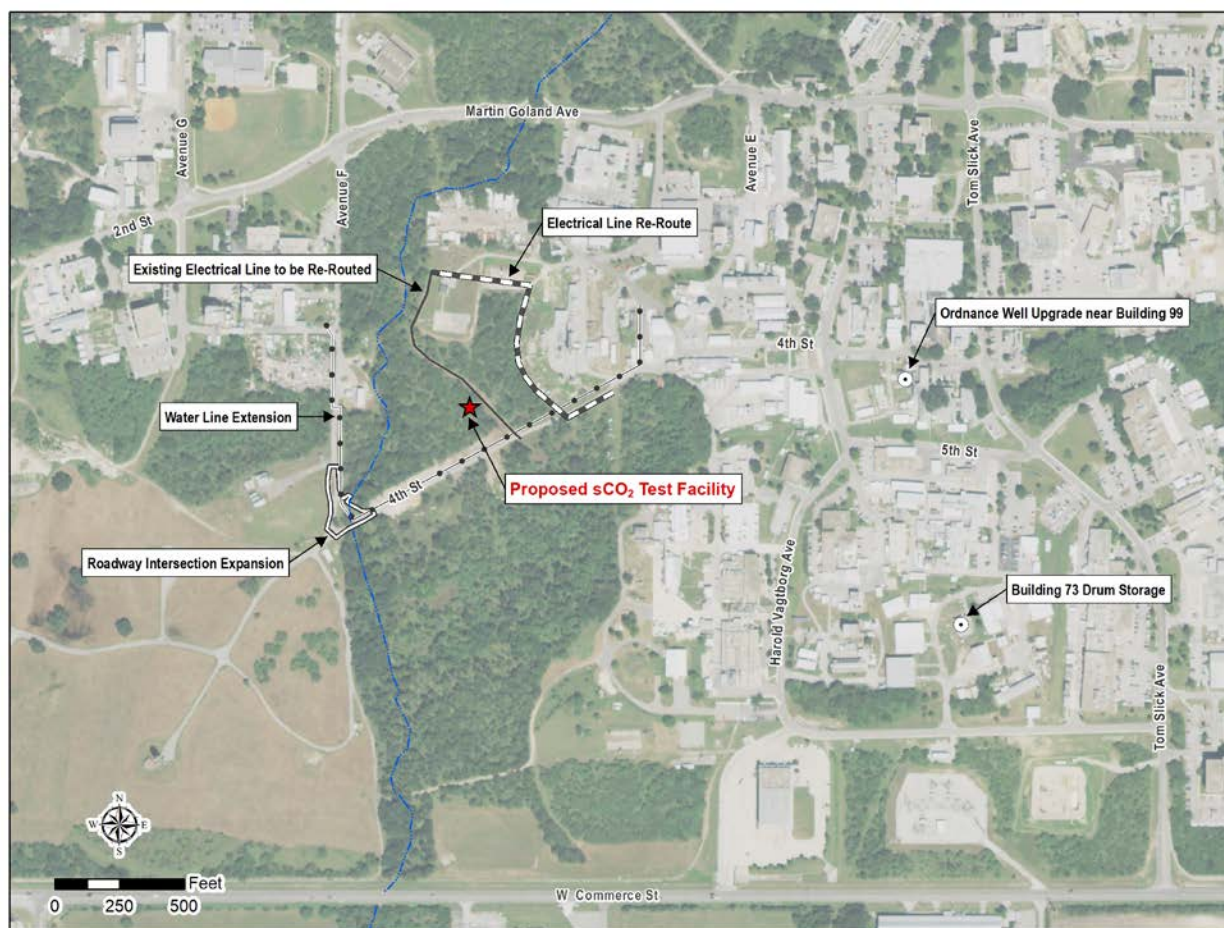 Martin Goland Ave
Avenue G
Avenue F
Avenue E
Tom Slick Ave
2nd St
Electrical Line Re-Route
Existing Electrical Line to be Re-Routed
Ordnance Well Upgrade near Building 99
4th St
Water Line Extension
5th St
Proposed sCO₂ Test Facility
4th St
Roadway Intersection Expansion
Harold Vagtborg Ave
Building 73 Drum Storage
Tom Slick Ave
N
W E
S
Feet
0 250 500
W Commerce St